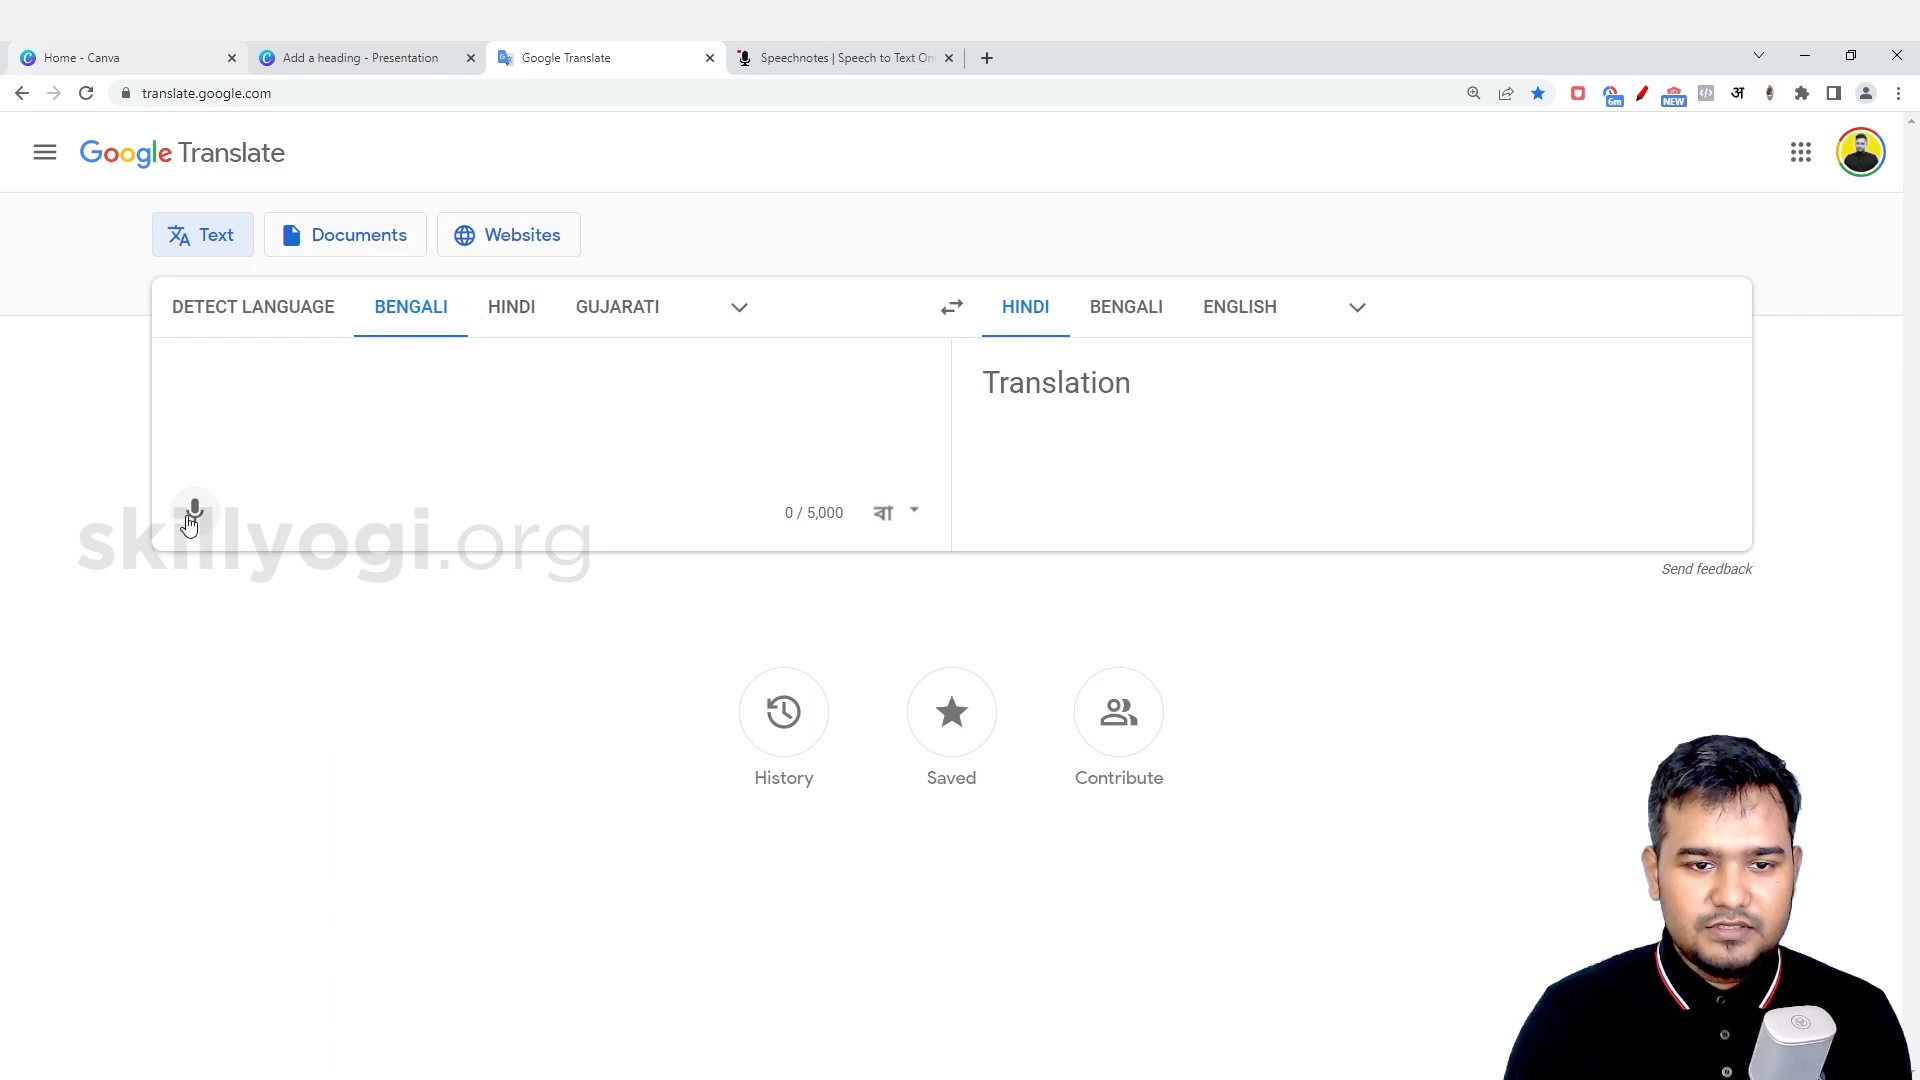 Home - Canva
Add a heading - Presentation
Google Translate
Speechnotes | Speech to Text On
translate.google.com
6m
NEW
अ
Google Translate
Text
Documents
Websites
DETECT LANGUAGE
BENGALI
HINDI
GUJARATI
HINDI
BENGALI
ENGLISH
Translation
0 / 5,000
বা
skillyogi.org
Send feedback
History
Saved
Contribute